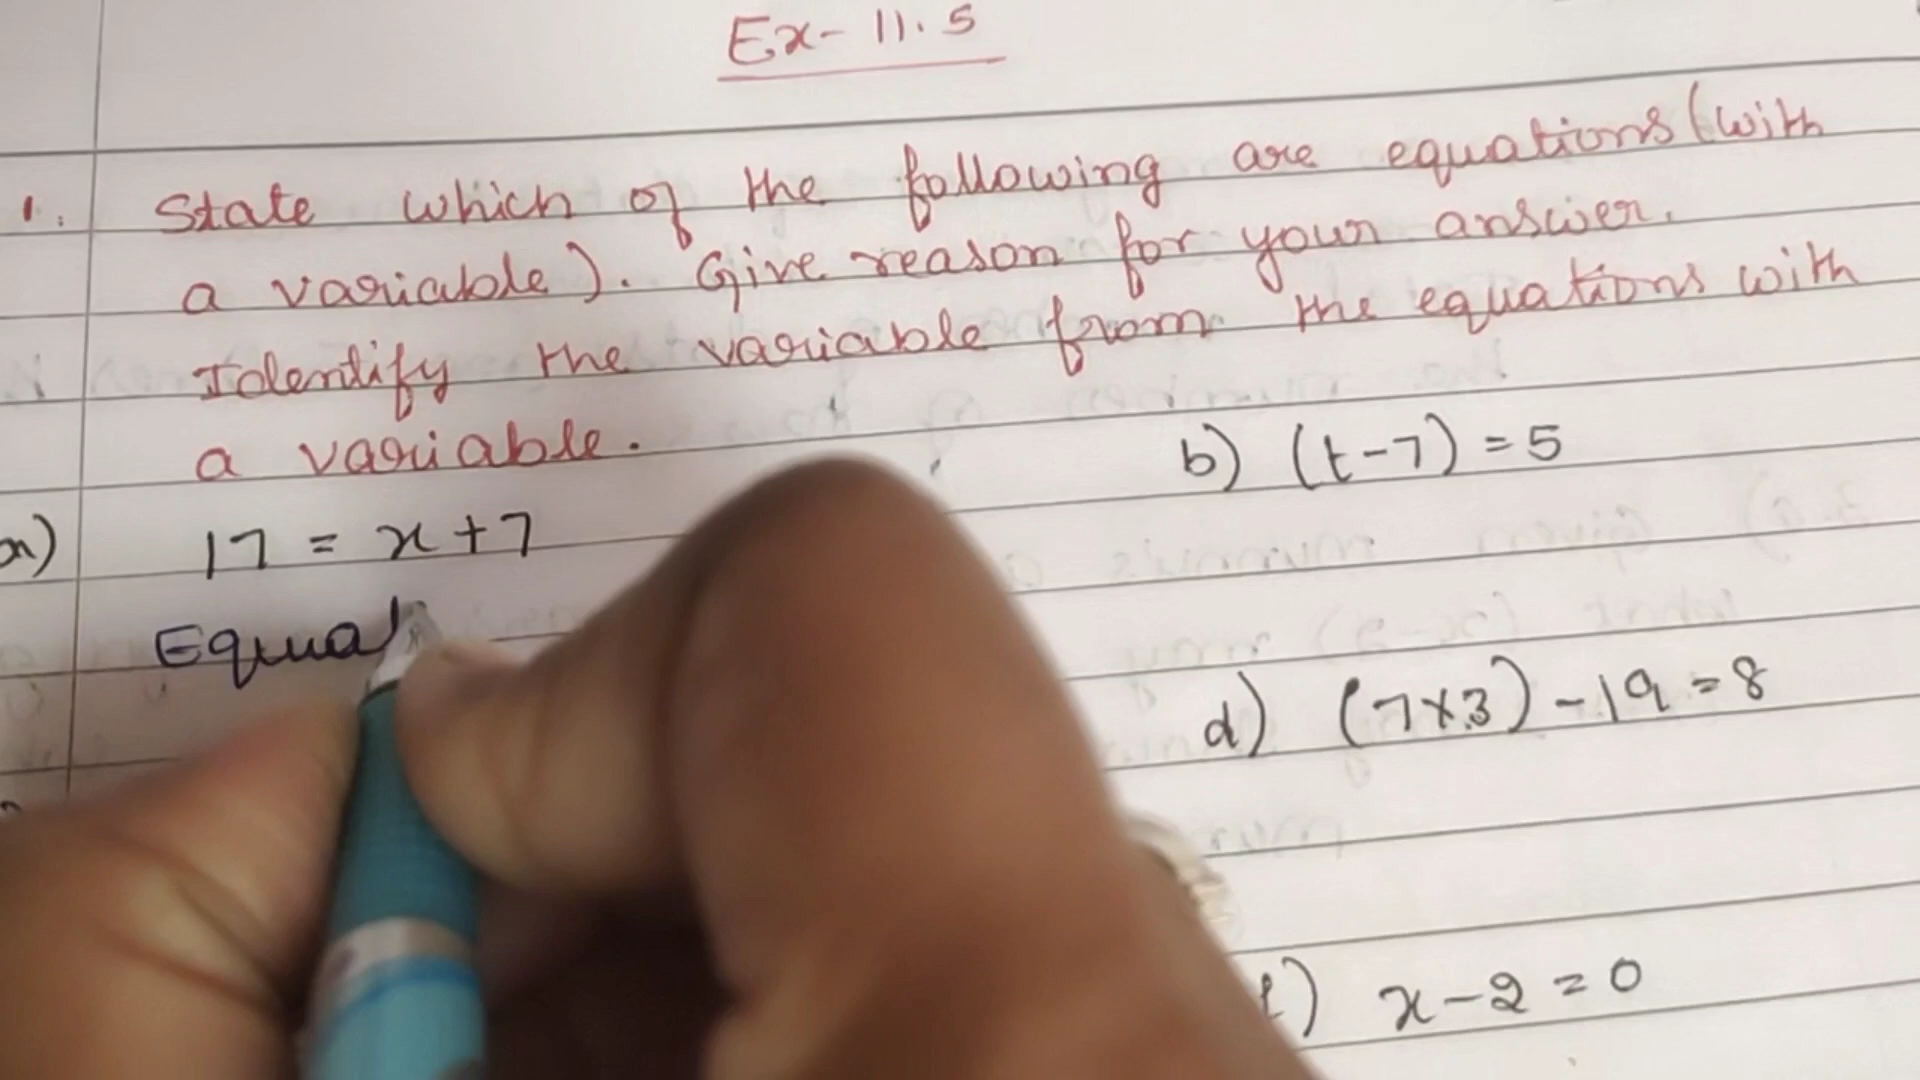 Ex- 11.5
1. State which of the following are equations (with
a variable). Give reason for your answer.
Identify the variable from the equations with
a variable.
a) 17 = x+7
b) (t-7) = 5
Equa
d) (7×3) -19 = 8
f) x-2 = 0